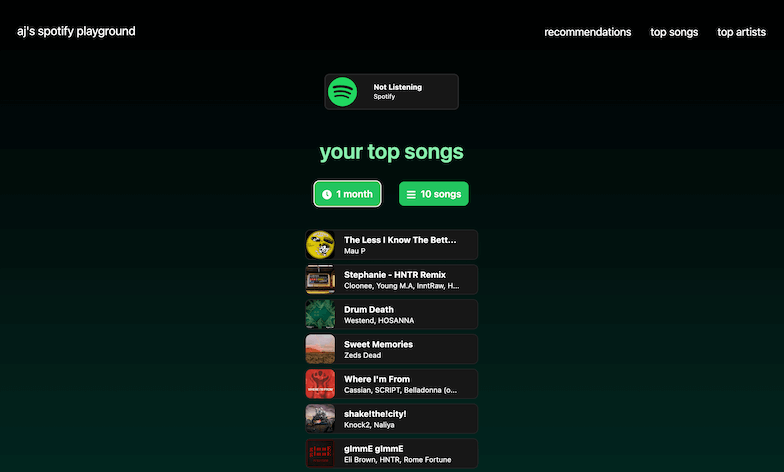 aj's spotify playground
recommendations top songs top artists
Not Listening
Spotify
your top songs
1 month 10 songs
The Less I Know The Bett...
Mau P
Stephanie - HNTR Remix
Cloonee, Young M.A, InntRaw, H...
Drum Death
Westend, HOSANNA
Sweet Memories
Zeds Dead
Where I'm From
Cassian, SCRIPT, Belladonna (o...
shake!the!city!
Knock2, Naliya
gImmE gImmE
Eli Brown, HNTR, Rome Fortune